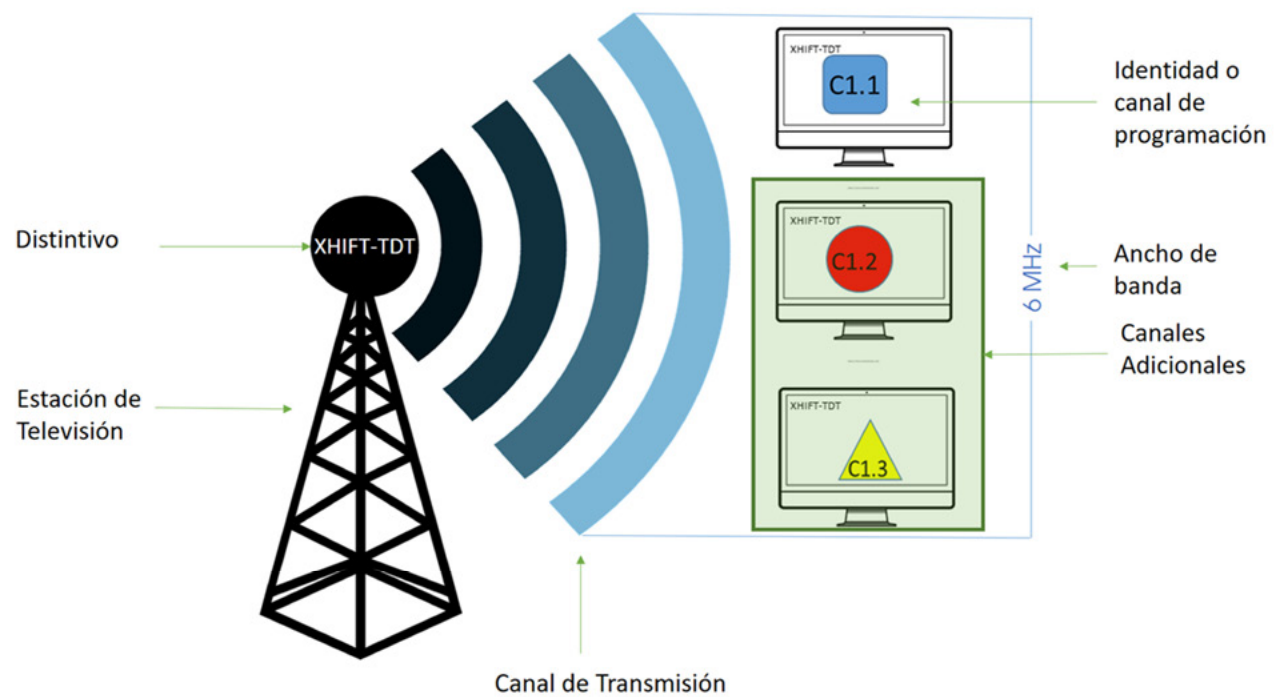 XHIFT-TDT
C1.1
Identidad o
canal de
programación
Distintivo
XHIFT-TDT
XHIFT-TDT
C1.2
6 MHz
Ancho de
banda
Canales
Adicionales
Estación de
Televisión
XHIFT-TDT
C1.3
Canal de Transmisión